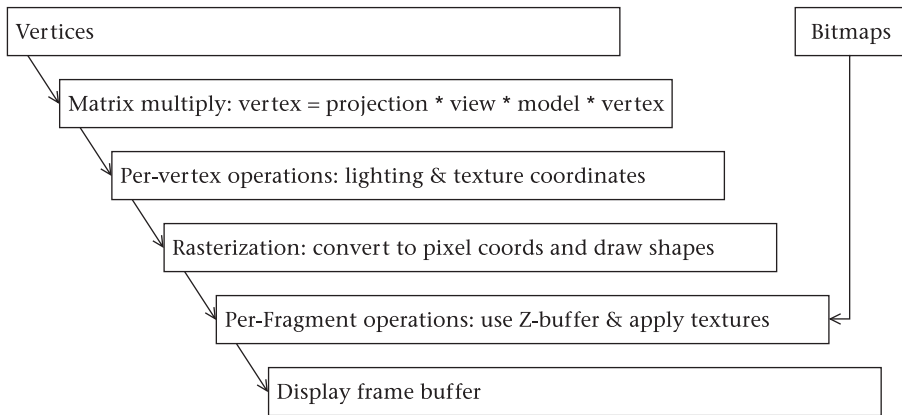 Vertices
Bitmaps
Matrix multiply: vertex = projection * view * model * vertex
Per-vertex operations: lighting & texture coordinates
Rasterization: convert to pixel coords and draw shapes
Per-Fragment operations: use Z-buffer & apply textures
Display frame buffer